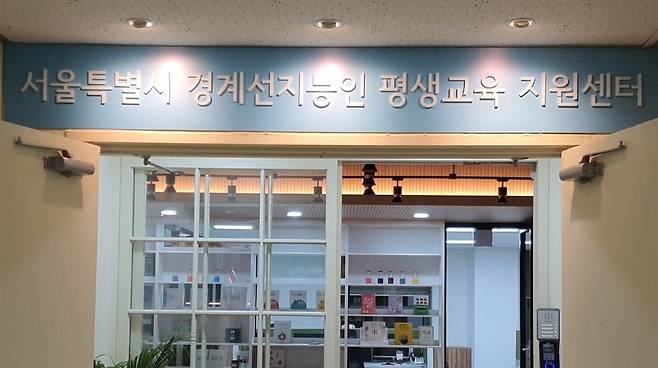 서울특별시 경계선지능인 평생교육 지원센터